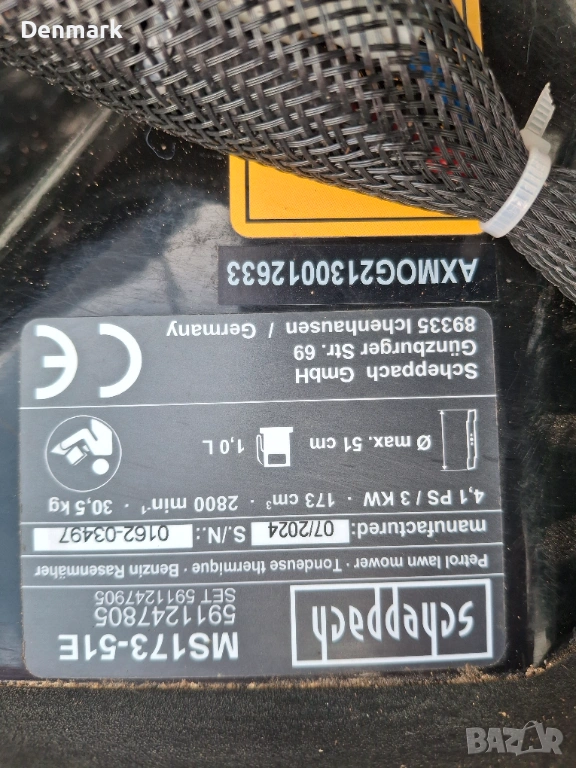 Denmark
scheppach
MS173-51E
5911247805
SET 5911247905
Petrol lawn mower · Tondeuse thermique · Benzin Rasenmäher
manufactured: 07/2024 S./N.: 0162-03497
4,1 PS / 3 KW · 173 cm³ · 2800 min⁻¹ · 30,5 kg
Ø max. 51 cm 1,0 L
Scheppach GmbH
Günzburger Str. 69
89335 Ichenhausen / Germany
CE
AXMOG2130012633
BAZAR